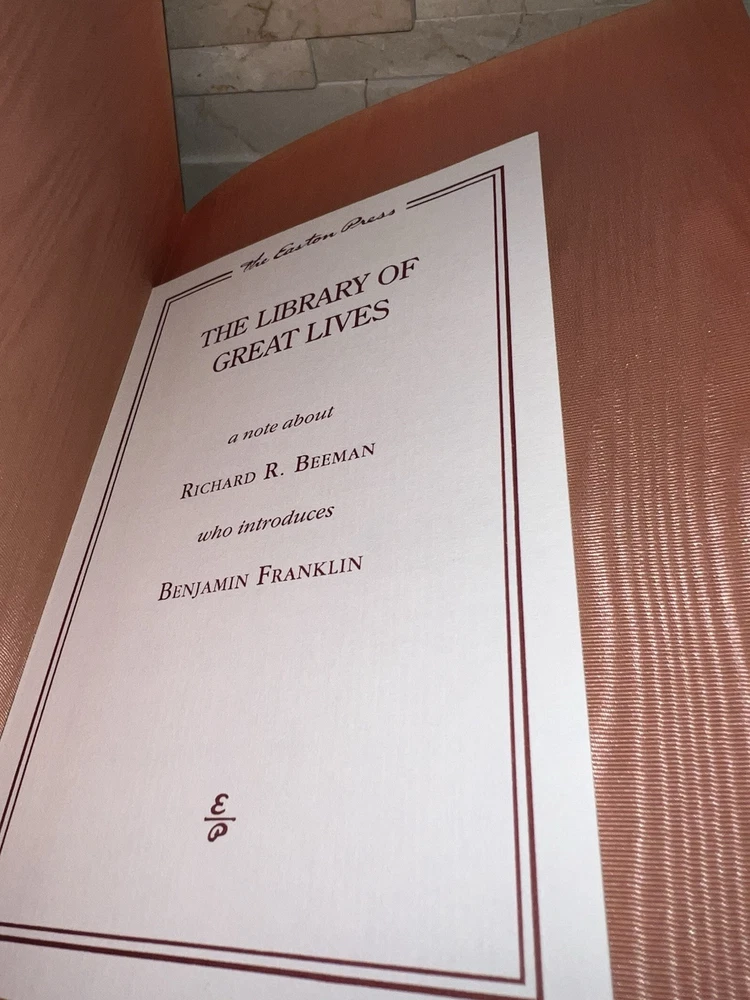 The Easton Press
THE LIBRARY OF
GREAT LIVES
a note about
RICHARD R. BEEMAN
who introduces
BENJAMIN FRANKLIN
E
P